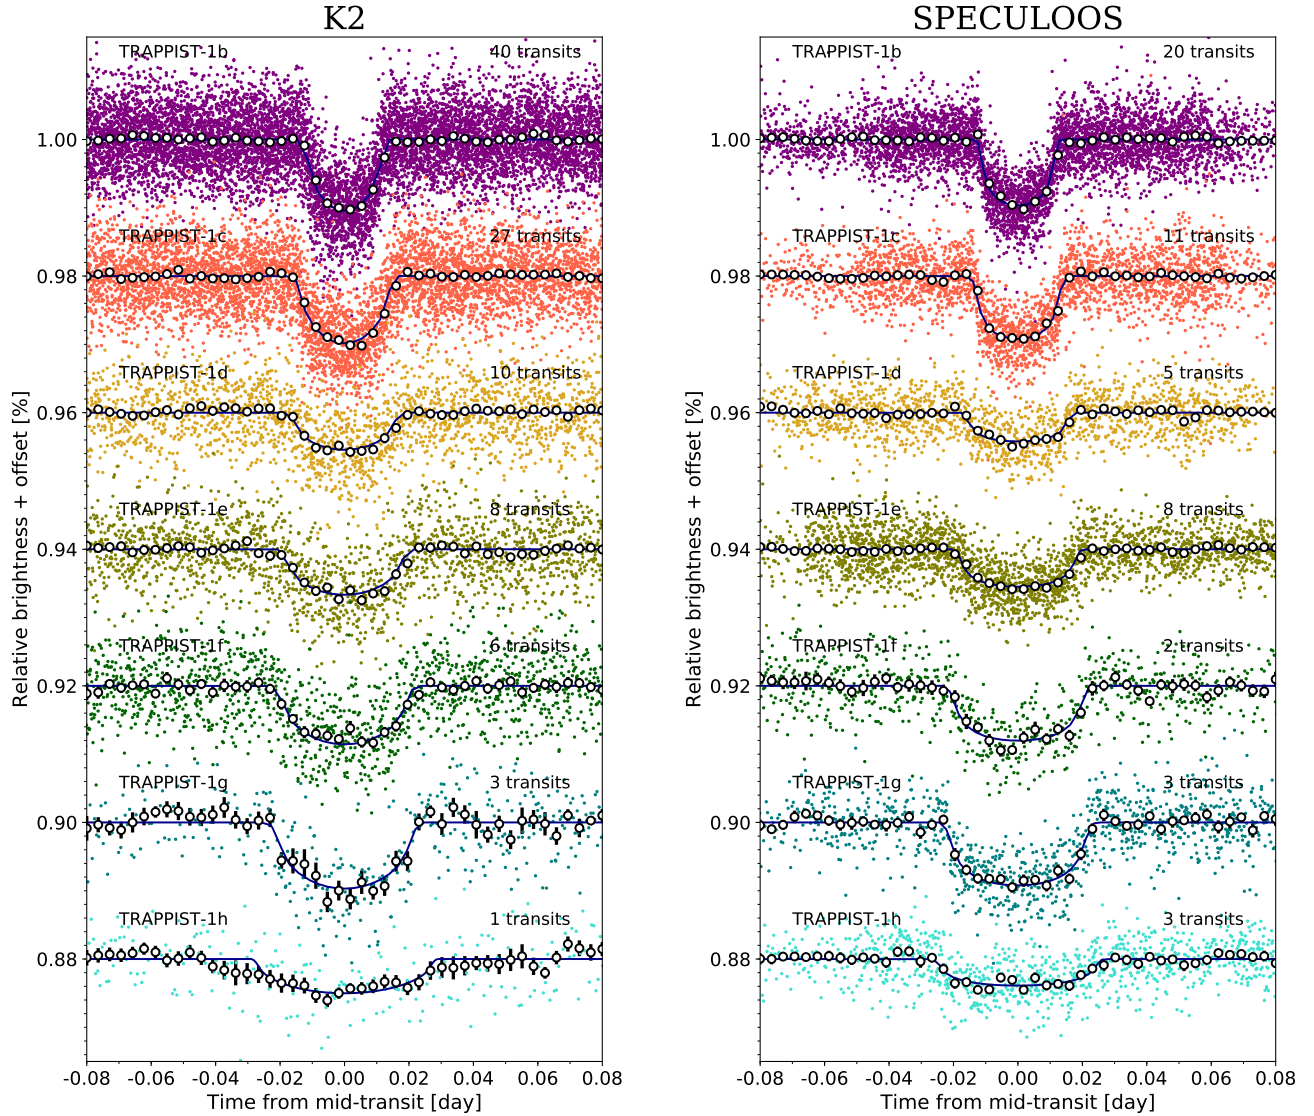 K2
SPECULOOS
TRAPPIST-1b 40 transits
TRAPPIST-1c 27 transits
TRAPPIST-1d 10 transits
TRAPPIST-1e 8 transits
TRAPPIST-1f 6 transits
TRAPPIST-1g 3 transits
TRAPPIST-1h 1 transits
1.00
0.98
0.96
0.94
0.92
0.90
0.88
Relative brightness + offset [%]
-0.08 -0.06 -0.04 -0.02 0.00 0.02 0.04 0.06 0.08
Time from mid-transit [day]
TRAPPIST-1b 20 transits
TRAPPIST-1c 11 transits
TRAPPIST-1d 5 transits
TRAPPIST-1e 8 transits
TRAPPIST-1f 2 transits
TRAPPIST-1g 3 transits
TRAPPIST-1h 3 transits
1.00
0.98
0.96
0.94
0.92
0.90
0.88
Relative brightness + offset [%]
-0.08 -0.06 -0.04 -0.02 0.00 0.02 0.04 0.06 0.08
Time from mid-transit [day]